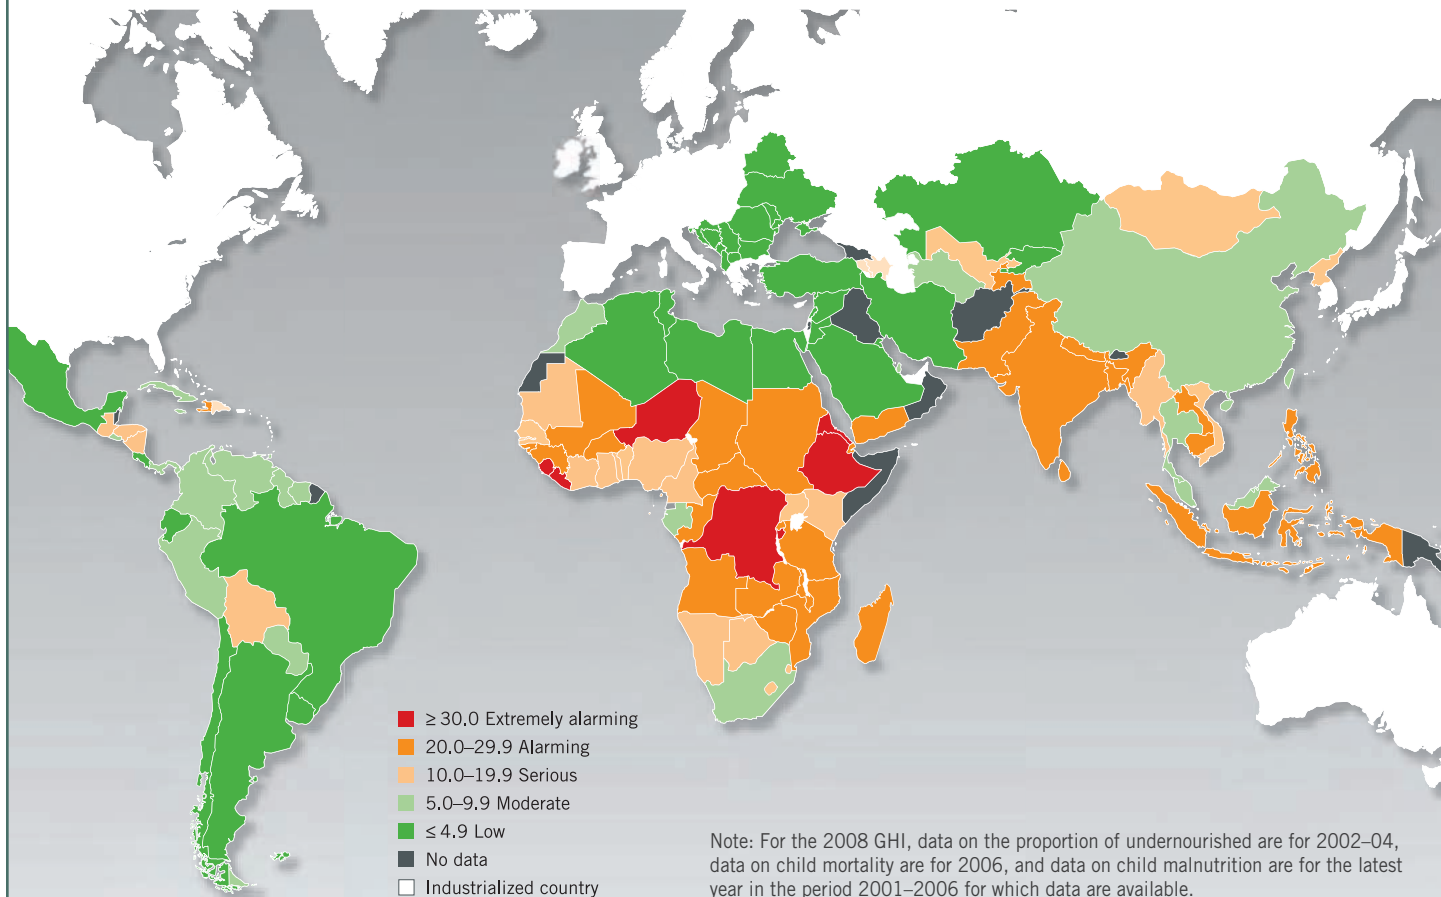 ≥ 30.0 Extremely alarming
20.0–29.9 Alarming
10.0–19.9 Serious
5.0–9.9 Moderate
≤ 4.9 Low
No data
Industrialized country
Note: For the 2008 GHI, data on the proportion of undernourished are for 2002–04,
data on child mortality are for 2006, and data on child malnutrition are for the latest
year in the period 2001–2006 for which data are available.